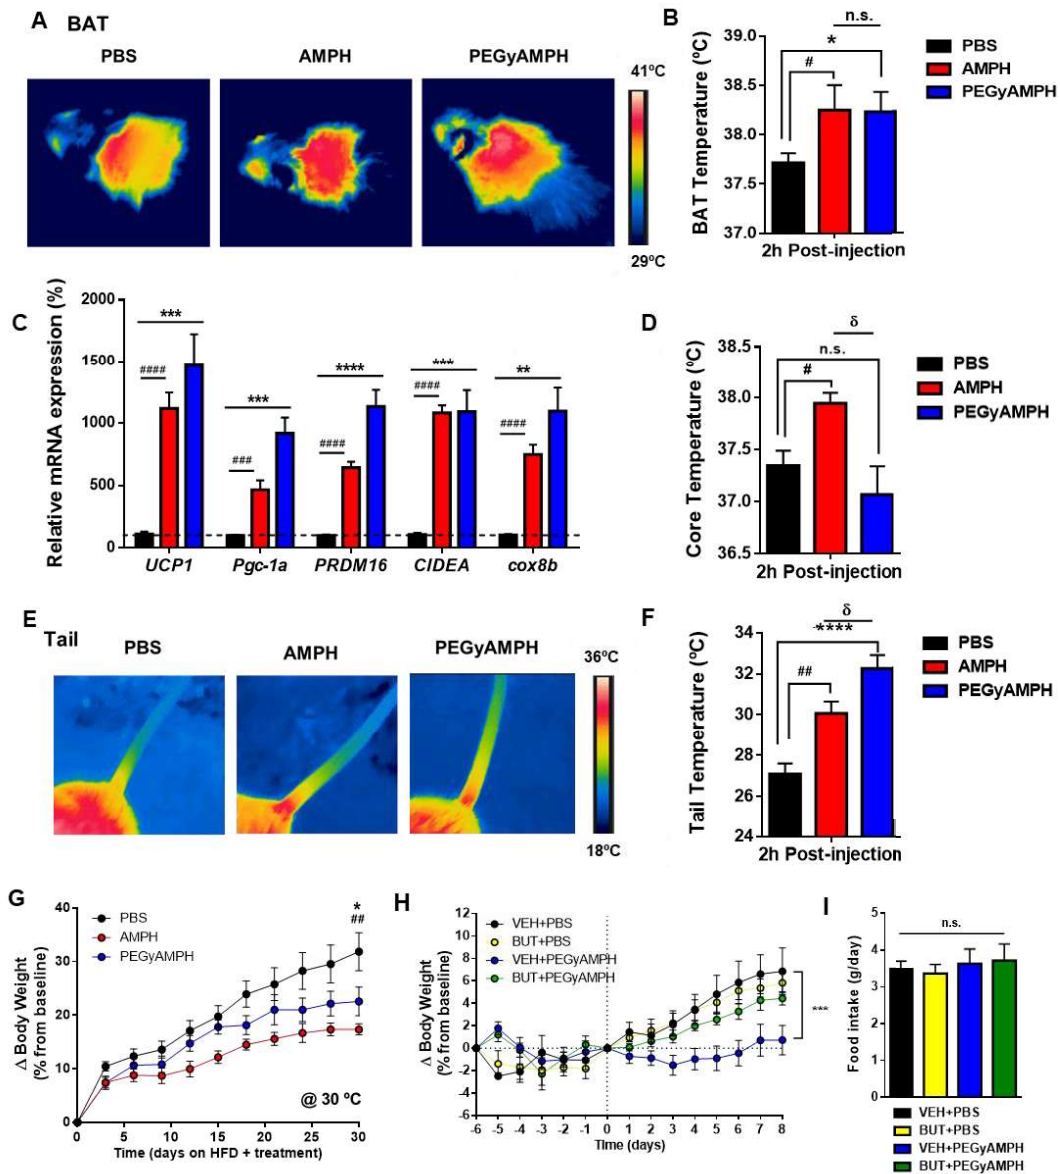 A BAT
PBS AMPH PEGyAMPH
41ºC
29ºC
B
BAT Temperature (ºC)
39.0
38.5
38.0
37.5
37.0
n.s.
*
#
2h Post-injection
PBS
AMPH
PEGyAMPH
C
Relative mRNA expression (%)
2000
1500
1000
500
0
#### ***
### ***
#### ****
#### ***
#### **
UCP1 Pgc-1a PRDM16 CIDEA cox8b
D
Core Temperature (ºC)
38.5
38.0
37.5
37.0
36.5
δ
n.s.
#
2h Post-injection
PBS
AMPH
PEGyAMPH
E Tail
PBS AMPH PEGyAMPH
36ºC
18ºC
F
Tail Temperature (ºC)
34
32
30
28
26
24
δ
****
##
2h Post-injection
PBS
AMPH
PEGyAMPH
G
Δ Body Weight
(% from baseline)
40
30
20
10
0
PBS
AMPH
PEGyAMPH
*
##
@ 30 ºC
0 5 10 15 20 25 30
Time (days on HFD + treatment)
H
Δ Body Weight
(% from baseline)
12
10
8
6
4
2
0
-2
-4
-6
VEH+PBS
BUT+PBS
VEH+PEGyAMPH
BUT+PEGyAMPH
***
-6 -5 -4 -3 -2 -1 0 1 2 3 4 5 6 7 8
Time (days)
I
Food intake (g/day)
5
4
3
2
1
0
n.s.
VEH+PBS
BUT+PBS
VEH+PEGyAMPH
BUT+PEGyAMPH